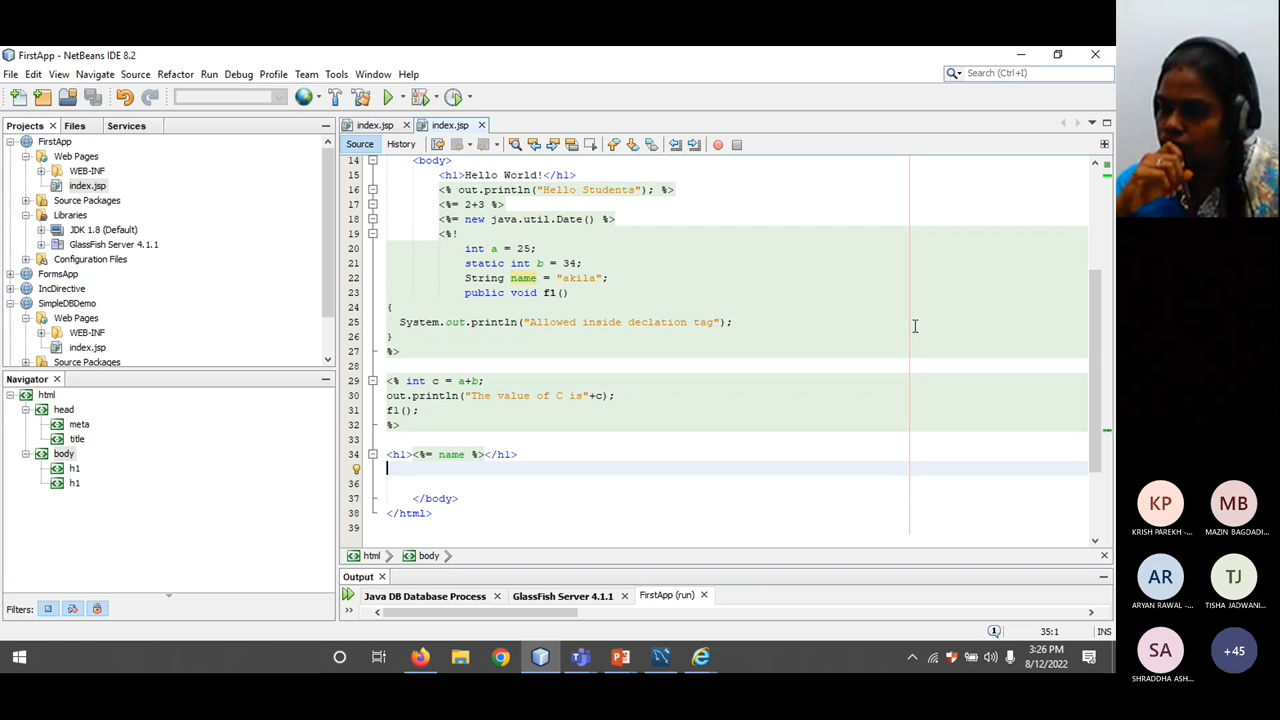 FirstApp - NetBeans IDE 8.2
File Edit View Navigate Source Refactor Run Debug Profile Team Tools Window Help
Search (Ctrl+I)
Projects Files Services
FirstApp
Web Pages
WEB-INF
index.jsp
Source Packages
Libraries
JDK 1.8 (Default)
GlassFish Server 4.1.1
Configuration Files
FormsApp
IncDirective
SimpleDBDemo
Web Pages
WEB-INF
index.jsp
Source Packages
Navigator
html
head
meta
title
body
h1
h1
Filters:
index.jsp index.jsp
Source History
14 <body>
15 <h1>Hello World!</h1>
16 <% out.println("Hello Students"); %>
17 <%= 2+3 %>
18 <%= new java.util.Date() %>
19 <%!
20 int a = 25;
21 static int b = 34;
22 String name = "akila";
23 public void f1()
24 {
25 System.out.println("Allowed inside declation tag");
26 }
27 %>
28
29 <% int c = a+b;
30 out.println("The value of C is"+c);
31 f1();
32 %>
33
34 <h1><%= name %></h1>
36
37 </body>
38 </html>
39
html body
Output
Java DB Database Process GlassFish Server 4.1.1 FirstApp (run)
1 35:1 INS
3:26 PM
8/12/2022
KP
KRISH PAREKH -...
MB
MAZIN BAGDADI...
AR
ARYAN RAWAL -...
TJ
TISHA JADWANI...
SA
SHRADDHA ASH...
+45